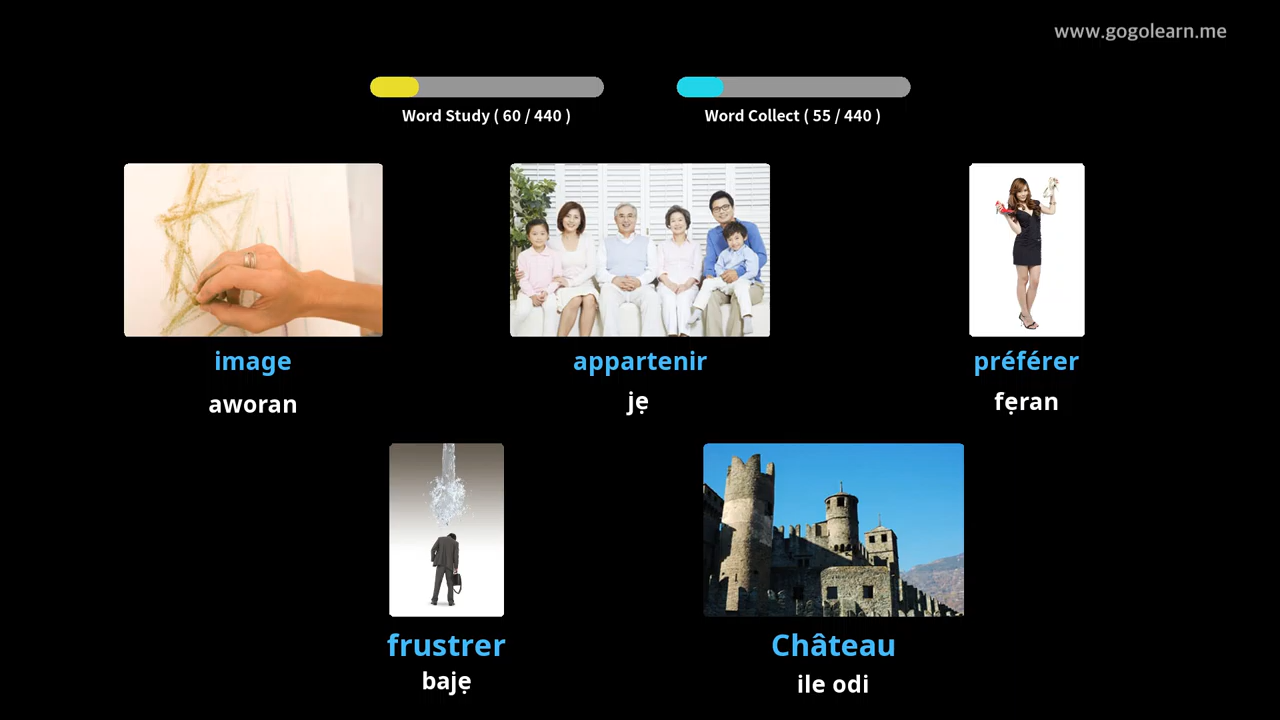 www.gogolearn.me
Word Study ( 60 / 440 )
Word Collect ( 55 / 440 )
image
appartenir
préférer
aworan
jẹ
fẹran
frustrer
Château
bajẹ
ile odi